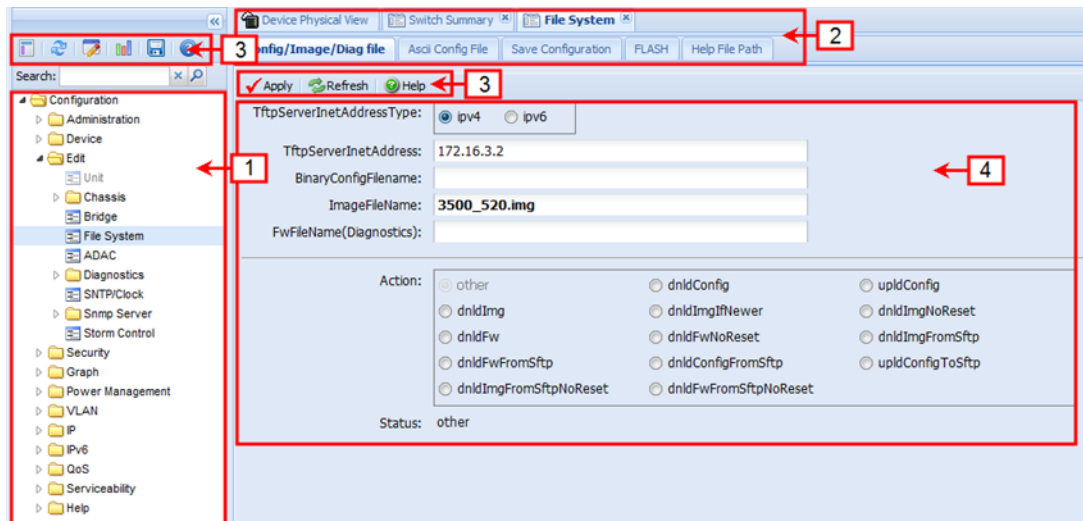 Device Physical View Switch Summary File System
2
3
onfig/Image/Diag file Ascii Config File Save Configuration FLASH Help File Path
Search:
Apply Refresh Help
3
Configuration
Administration
Device
Edit
Unit
Chassis
Bridge
File System
ADAC
Diagnostics
SNTP/Clock
Snmp Server
Storm Control
Security
Graph
Power Management
VLAN
IP
IPv6
QoS
Serviceability
Help
1
TftpServerInetAddressType: ipv4 ipv6
TftpServerInetAddress: 172.16.3.2
BinaryConfigFilename:
4
ImageFileName: 3500_520.img
FwFileName(Diagnostics):
Action: other dnldConfig upldConfig
dnldImg dnldImgIfNewer dnldImgNoReset
dnldFw dnldFwNoReset dnldImgFromSftp
dnldFwFromSftp dnldConfigFromSftp upldConfigToSftp
dnldImgFromSftpNoReset dnldFwFromSftpNoReset
Status: other